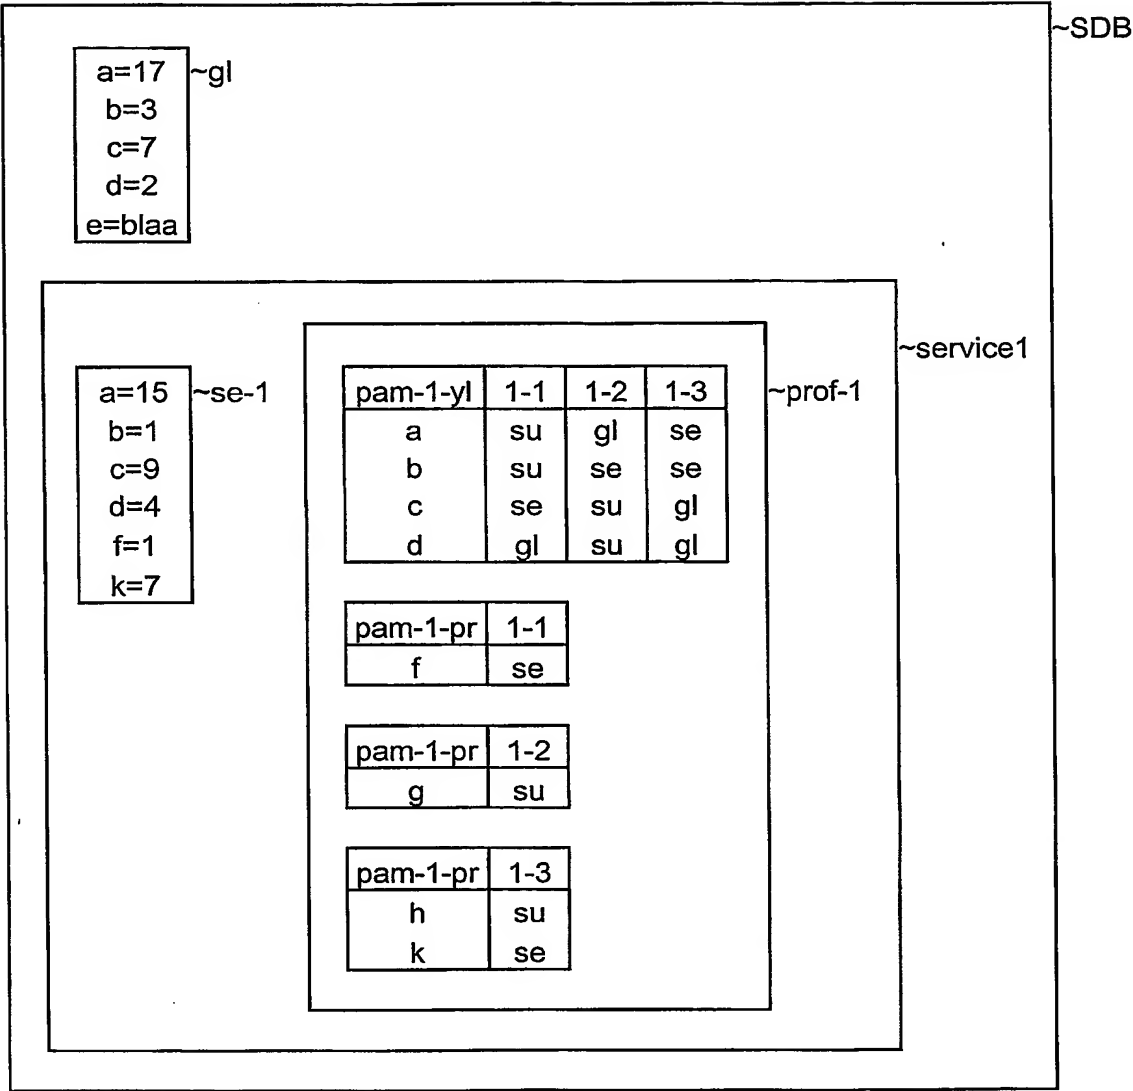 ~SDB
a=17 ~gl
b=3
c=7
d=2
e=blaa
~service1
a=15 ~se-1
b=1
c=9
d=4
f=1
k=7
pam-1-yl 1-1 1-2 1-3 ~prof-1
a su gl se
b su se se
c se su gl
d gl su gl
pam-1-pr 1-1
f se
pam-1-pr 1-2
g su
pam-1-pr 1-3
h su
k se